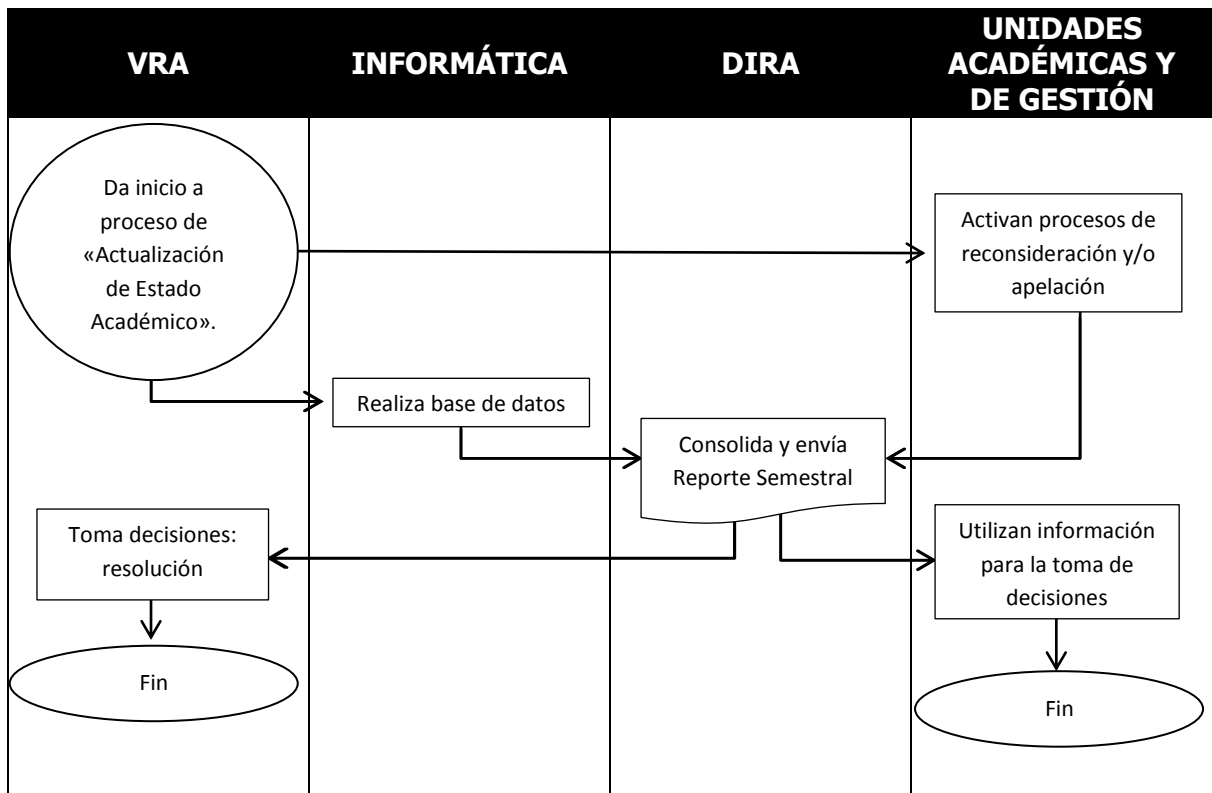 VRA
INFORMÁTICA
DIRA
UNIDADES
ACADÉMICAS Y
DE GESTIÓN
Da inicio a
proceso de
«Actualización
de Estado
Académico».
Activan procesos de
reconsideración y/o
apelación
Realiza base de datos
Consolida y envía
Reporte Semestral
Toma decisiones:
resolución
Utilizan información
para la toma de
decisiones
Fin
Fin